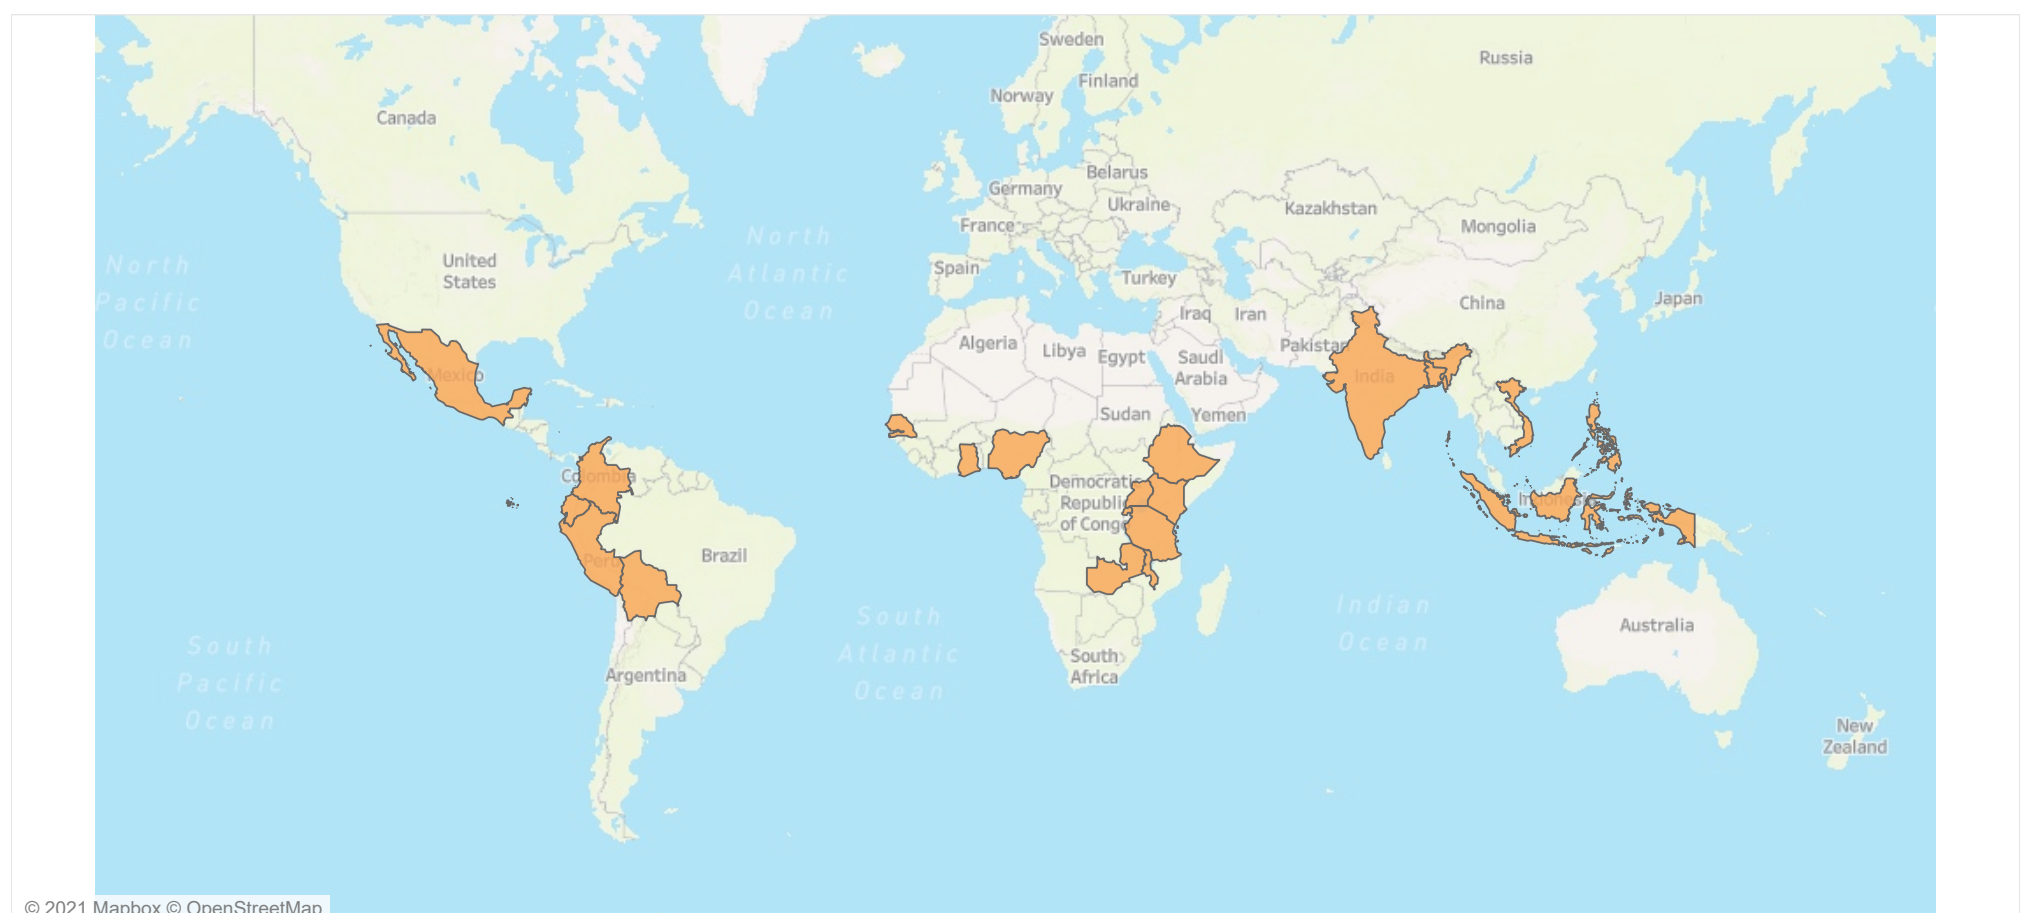 Sweden
Russia
Finland
Norway
Canada
Belarus
Germany
Ukraine
Kazakhstan
France
Mongolia
North
Atlantic
Ocean
North
Pacific
Ocean
United
States
Spain
Turkey
China
Japan
Iraq
Iran
Algeria
Libya
Egypt
Pakistan
Saudi
Arabia
Mexico
India
Sudan
Yemen
Colombia
Democratic
Republic
of Congo
Indonesia
Peru
Brazil
South
Atlantic
Ocean
Indian
Ocean
Australia
South
Pacific
Ocean
South
Africa
Argentina
New
Zealand
© 2021 Mapbox © OpenStreetMap